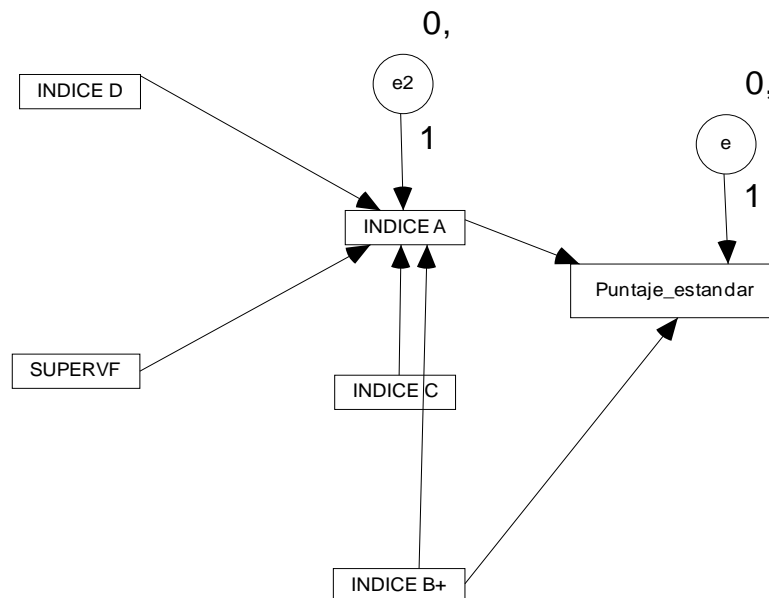 0,
INDICE D
e2
0,
1
e
1
INDICE A
Puntaje_estandar
SUPERVF
INDICE C
INDICE B+